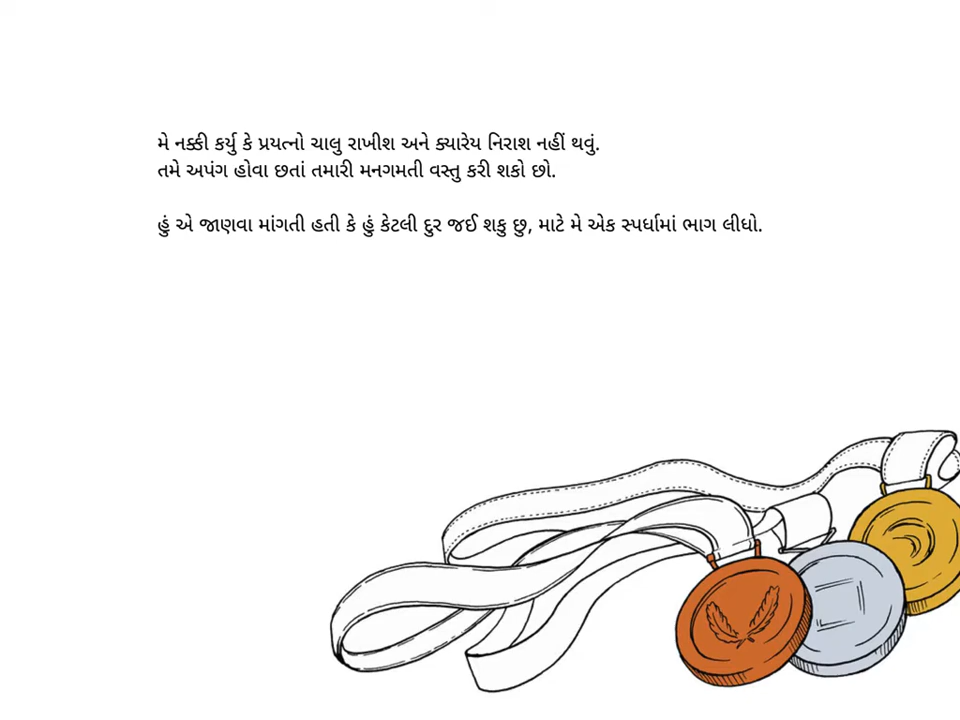 મે નક્કી કર્યુ કે પ્રયત્નો ચાલુ રાખીશ અને ક્યારેય નિરાશ નહીં થવું.
તમે અપંગ હોવા છતાં તમારી મનગમતી વસ્તુ કરી શકો છો.
હું એ જાણવા માંગતી હતી કે હું કેટલી દુર જઈ શકુ છુ, માટે મે એક સ્પર્ધામાં ભાગ લીધો.